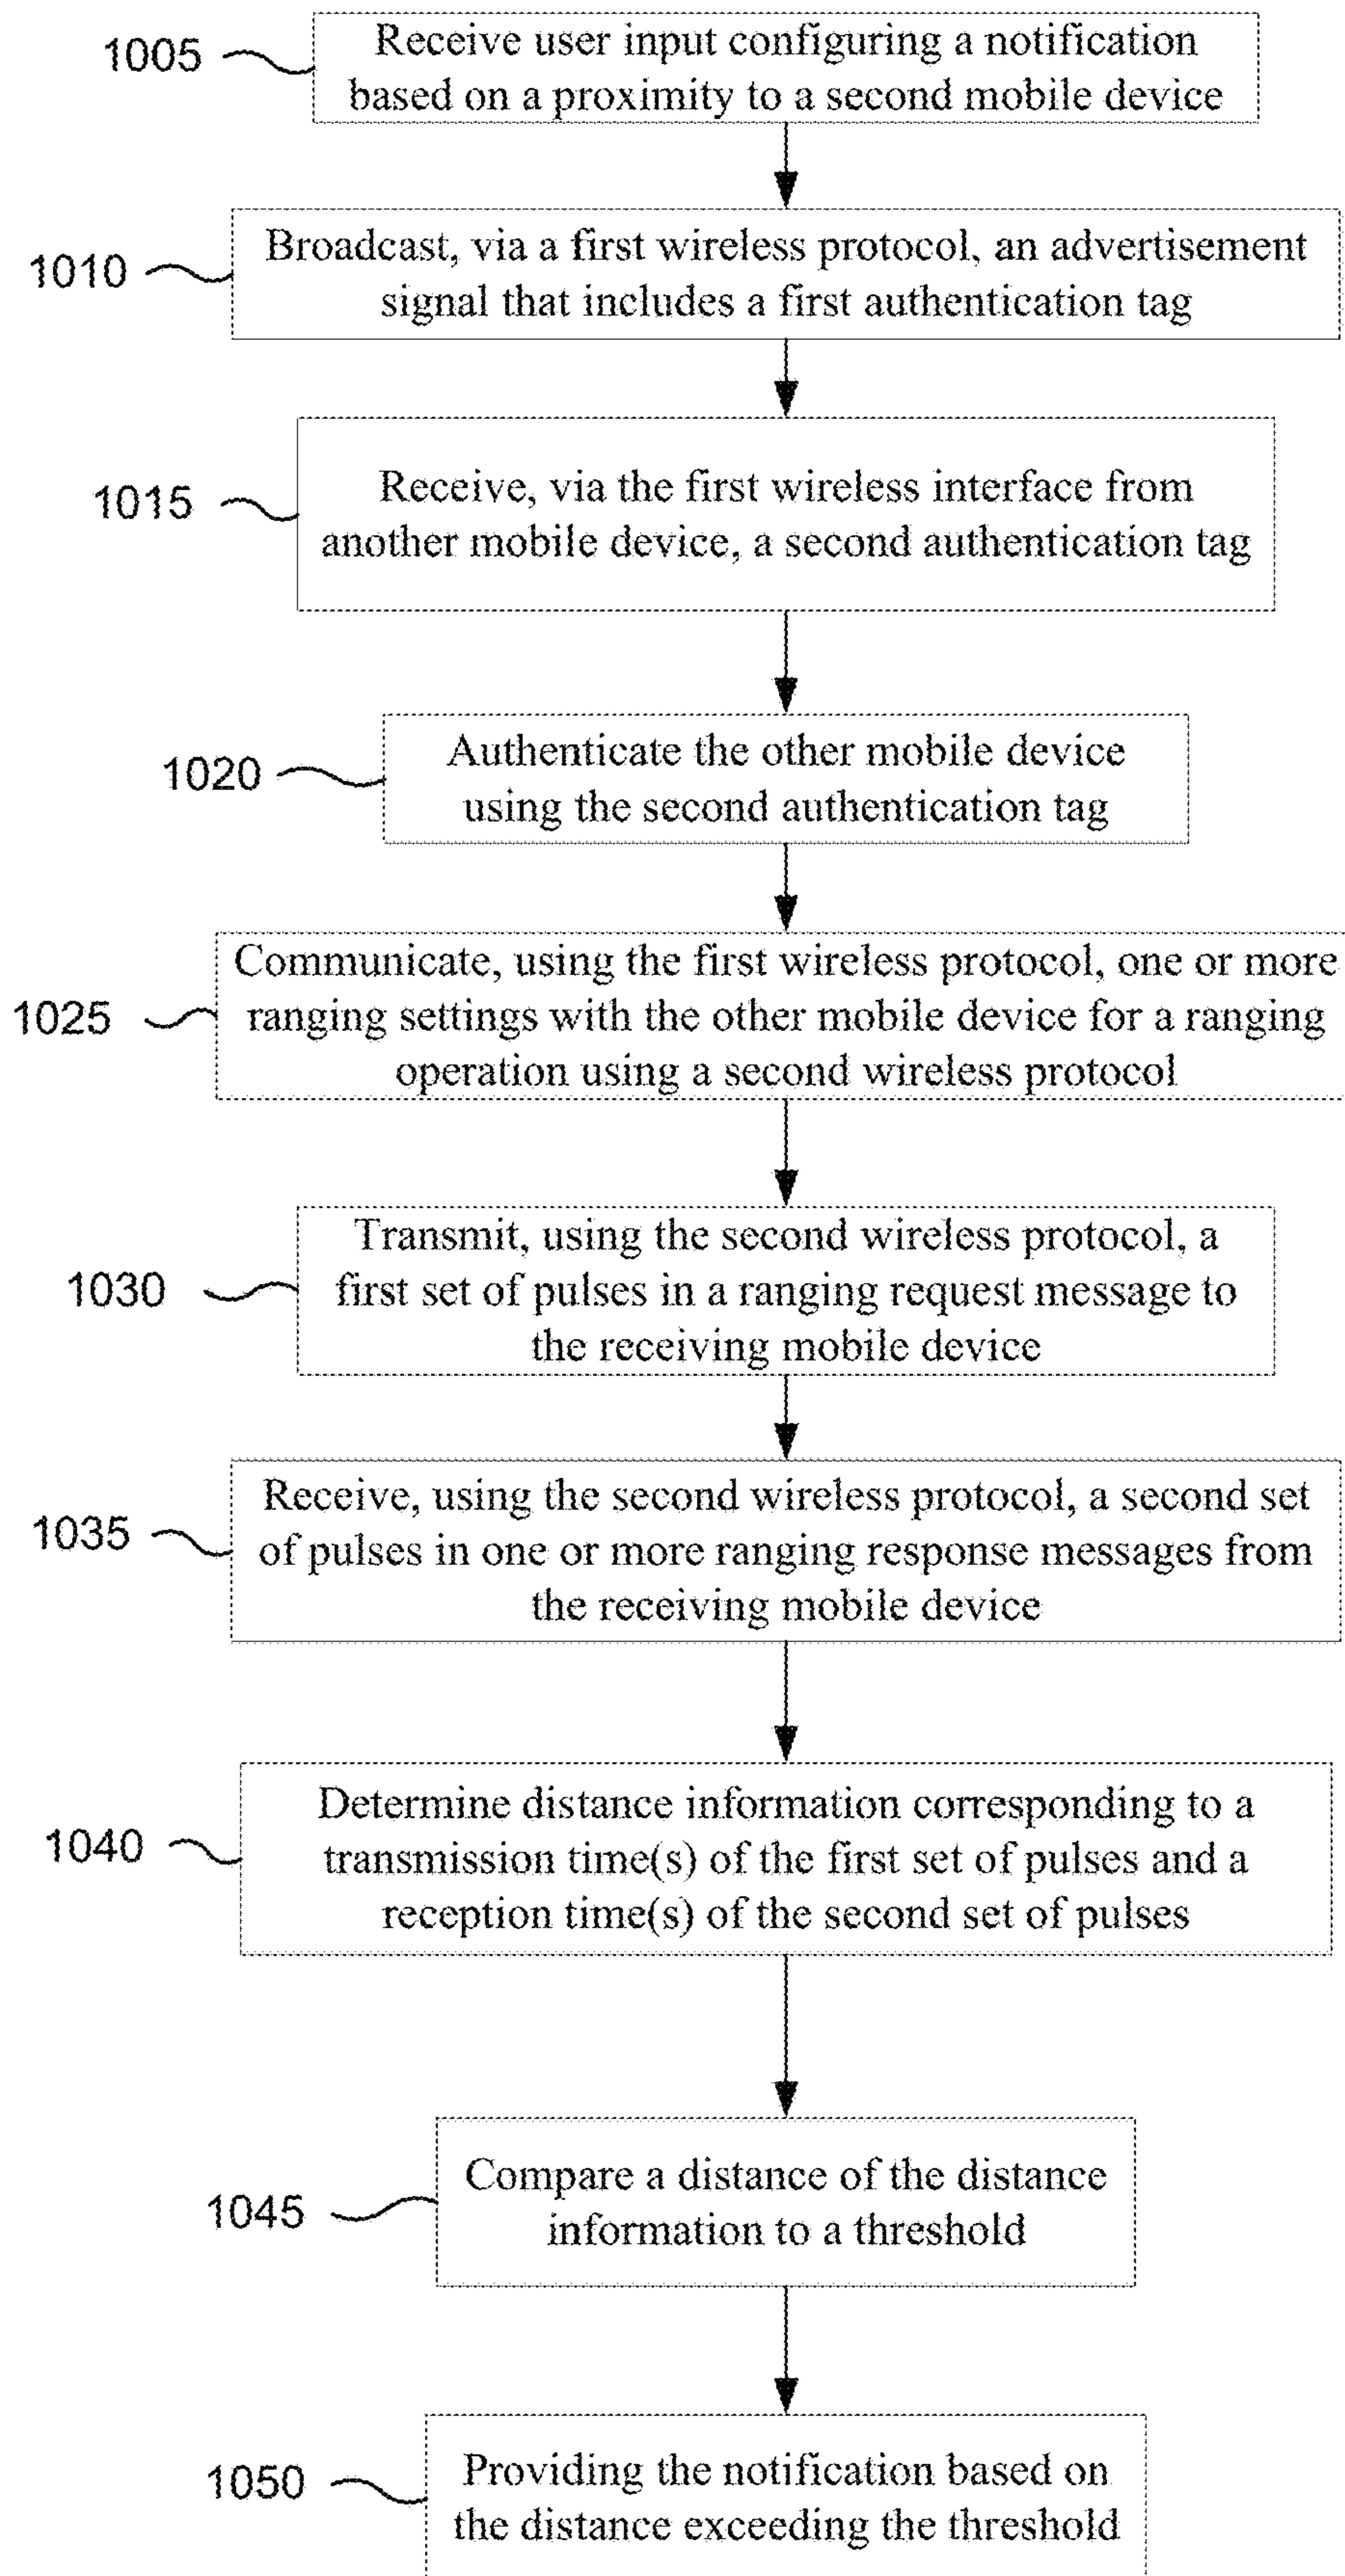 1005
Receive user input configuring a notification
based on a proximity to a second mobile device
1010
Broadcast, via a first wireless protocol, an advertisement
signal that includes a first authentication tag
1015
Receive, via the first wireless interface from
another mobile device, a second authentication tag
1020
Authenticate the other mobile device
using the second authentication tag
1025
Communicate, using the first wireless protocol, one or more
ranging settings with the other mobile device for a ranging
operation using a second wireless protocol
1030
Transmit, using the second wireless protocol, a
first set of pulses in a ranging request message to
the receiving mobile device
1035
Receive, using the second wireless protocol, a second set
of pulses in one or more ranging response messages from
the receiving mobile device
1040
Determine distance information corresponding to a
transmission time(s) of the first set of pulses and a
reception time(s) of the second set of pulses
1045
Compare a distance of the distance
information to a threshold
1050
Providing the notification based on
the distance exceeding the threshold